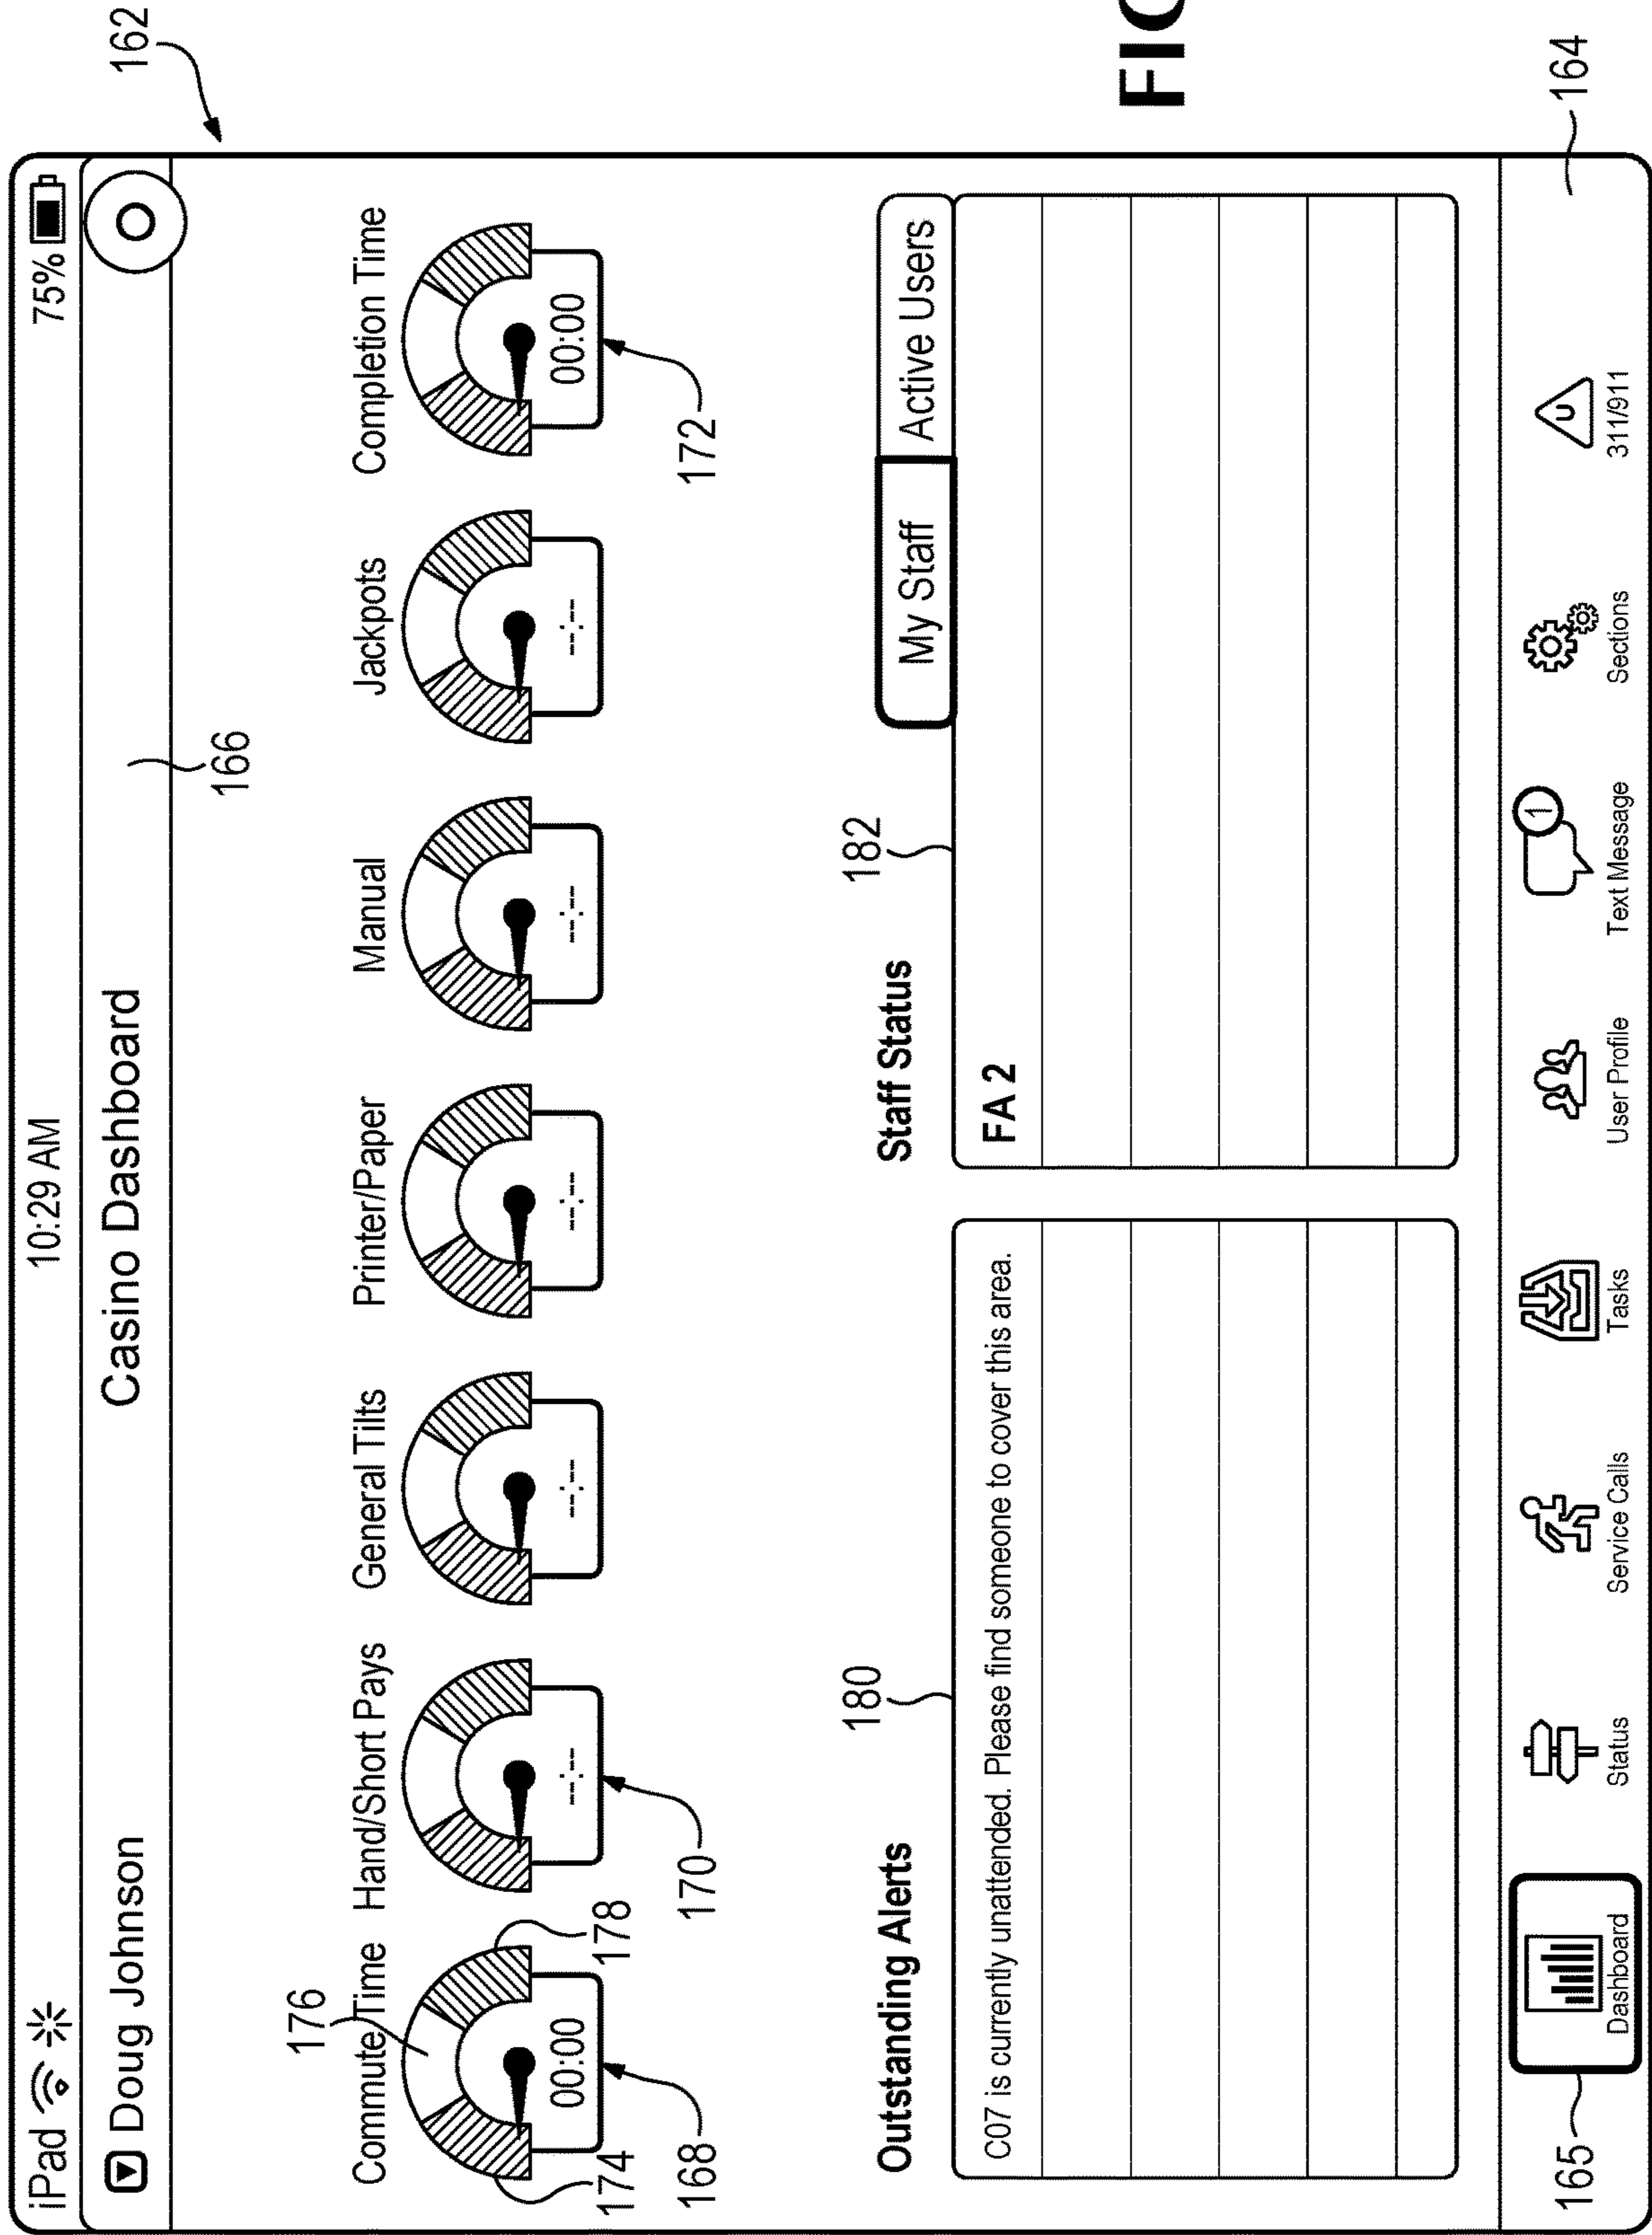 iPad 10:29 AM 75%
Doug Johnson Casino Dashboard
162
166
176
Commute Time Hand/Short Pays General Tilts Printer/Paper Manual Jackpots Completion Time
00:00 --:-- --:-- --:-- --:-- --:-- 00:00
174 178
168 170 172
180 182
Outstanding Alerts Staff Status My Staff Active Users
C07 is currently unattended. Please find someone to cover this area. FA 2
1
Dashboard Status Service Calls Tasks User Profile Text Message Sections 311/911
165 164